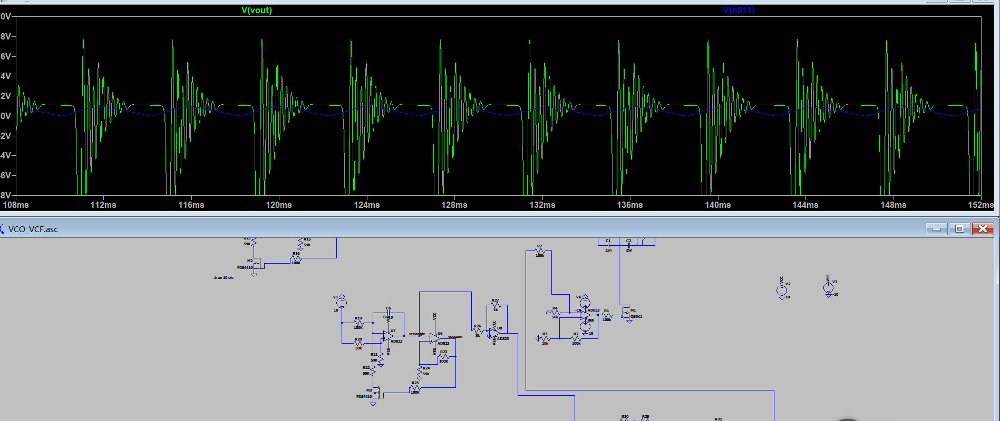 V(vout)
V(n011)
0V
8V
6V
4V
2V
0V
-2V
-4V
-6V
-8V
108ms
112ms
116ms
120ms
124ms
128ms
132ms
136ms
140ms
144ms
148ms
152ms
VCO_VCF.asc
R13
59K
R15
59K
R16
100K
M2
FDS4410
.tran 10 uic
C1
25n
C2
25n
R7
150k
VCC
V2
10
VEE
V3
-10
V1
10
C6
R19
100K
R20
59k
U7
AD823
VEE
R21
59K
R22
59K
M3
FDS4410
R25
100K
vtriangle
VCC
U6
AD823
VEE
vsquare
R23
100K
R24
59K
R26
8k
R27
1k
VCC
U8
AD823
VEE
R4
50k
V6
-10
AD823
10
R1
100k
M1
QS6K1
R3
10k
R2
100k
R30
R29
R32